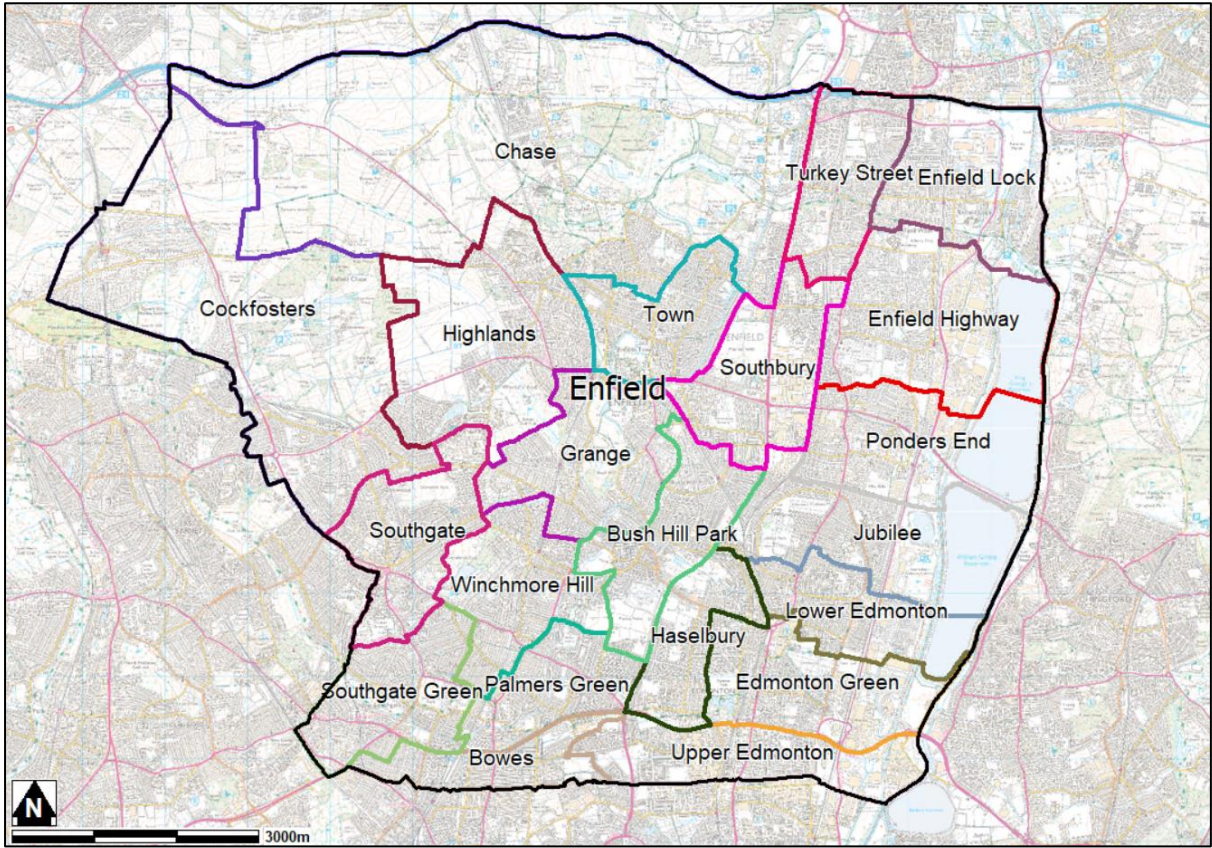 Chase
Turkey Street
Enfield Lock
Cockfosters
Highlands
Town
Enfield Highway
Southbury
Enfield
Grange
Ponders End
Southgate
Bush Hill Park
Jubilee
Winchmore Hill
Lower Edmonton
Haselbury
Southgate Green
Palmers Green
Edmonton Green
Bowes
Upper Edmonton
N
3000m